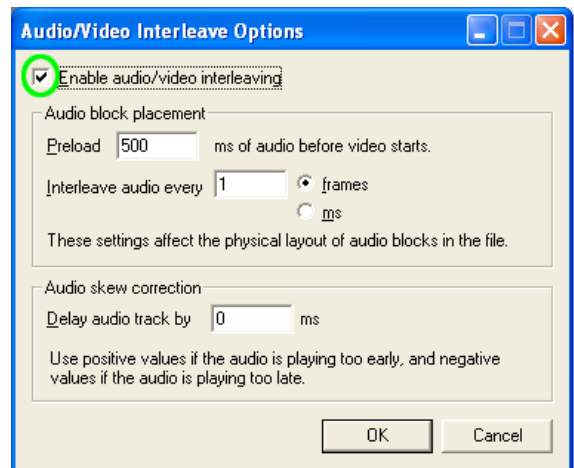 Audio/Video Interleave Options
Enable audio/video interleaving
Audio block placement
Preload 500 ms of audio before video starts.
Interleave audio every 1 frames
ms
These settings affect the physical layout of audio blocks in the file.
Audio skew correction
Delay audio track by 0 ms
Use positive values if the audio is playing too early, and negative
values if the audio is playing too late.
OK Cancel